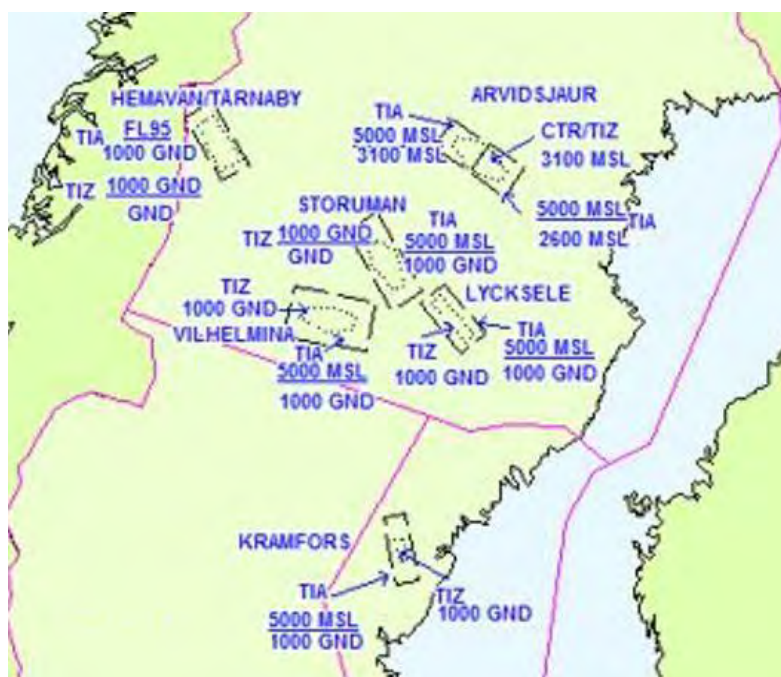 HEMAVAN/TÄRNABY
TIA FL95
1000 GND
TIZ 1000 GND
GND
ARVIDSJAUR
TIA
5000 MSL
3100 MSL
CTR/TIZ
3100 MSL
5000 MSL TIA
2600 MSL
STORUMAN
TIZ 1000 GND
GND
TIA
5000 MSL
1000 GND
LYCKSELE
TIZ
1000 GND
TIA
5000 MSL
1000 GND
TIZ
1000 GND
VILHELMINA
TIA
5000 MSL
1000 GND
KRAMFORS
TIA
5000 MSL
1000 GND
TIZ
1000 GND